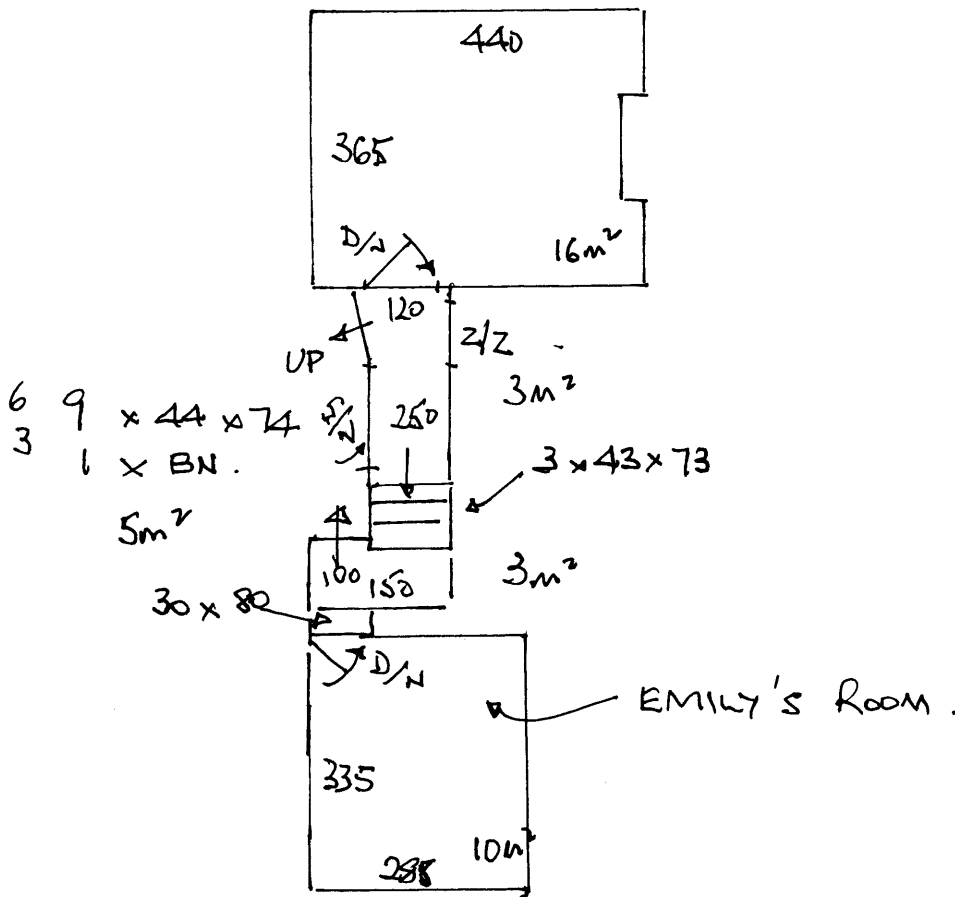 440
365
D/N
16m²
120
UP
Z/Z
3m²
6 9 x 44 x 74
3 1 x BN.
S/N
250
3 x 43 x 73
5m²
100
150
3m²
30 x 80
D/N
EMILY'S ROOM.
335
10m²
288